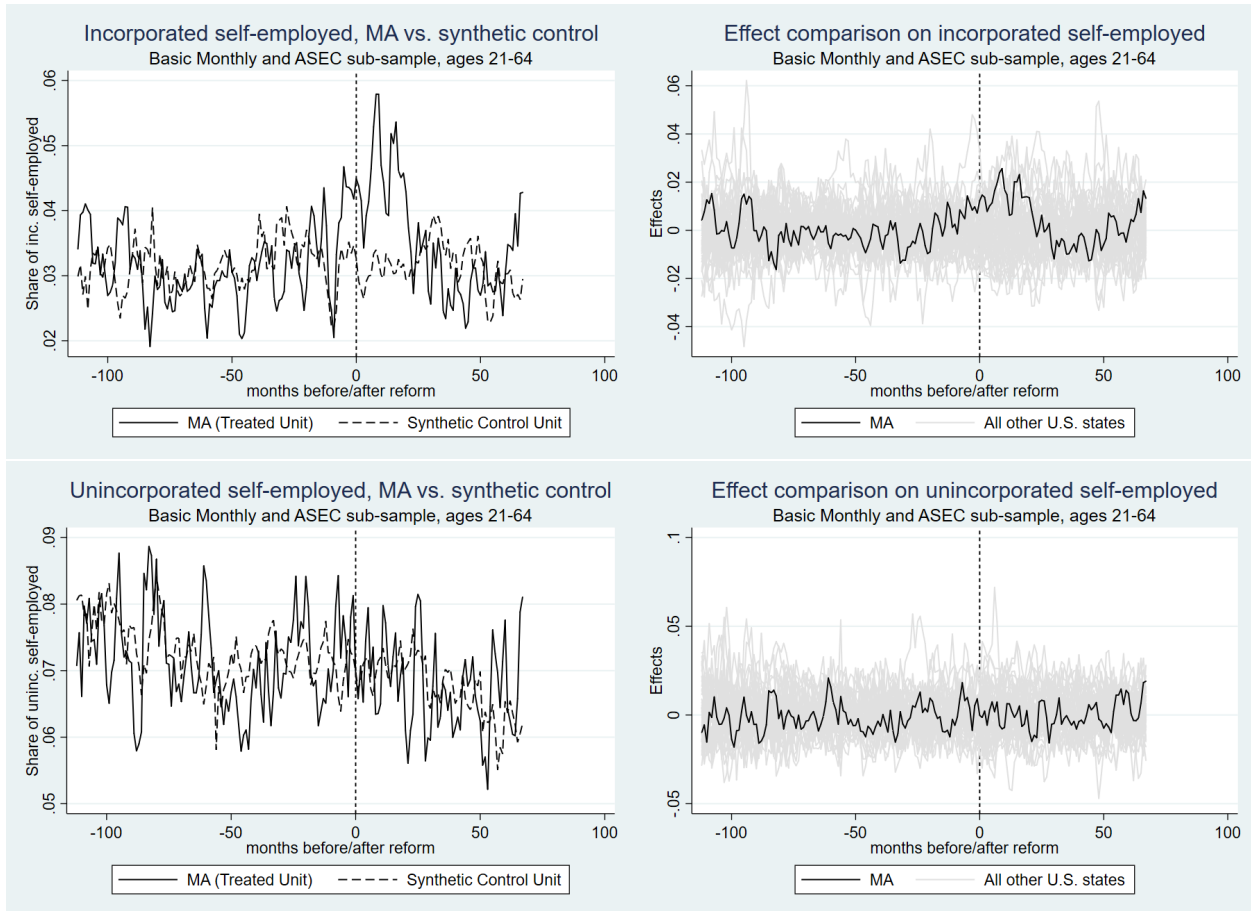 Incorporated self-employed, MA vs. synthetic control
Basic Monthly and ASEC sub-sample, ages 21-64
Share of inc. self-employed
.06
.05
.04
.03
.02
-100
-50
0
50
100
months before/after reform
MA (Treated Unit)
Synthetic Control Unit
Effect comparison on incorporated self-employed
Basic Monthly and ASEC sub-sample, ages 21-64
Effects
.06
.04
.02
0
-.02
-.04
-100
-50
0
50
100
months before/after reform
MA
All other U.S. states
Unincorporated self-employed, MA vs. synthetic control
Basic Monthly and ASEC sub-sample, ages 21-64
Share of uninc. self-employed
.09
.08
.07
.06
.05
-100
-50
0
50
100
months before/after reform
MA (Treated Unit)
Synthetic Control Unit
Effect comparison on unincorporated self-employed
Basic Monthly and ASEC sub-sample, ages 21-64
Effects
.1
.05
0
-.05
-100
-50
0
50
100
months before/after reform
MA
All other U.S. states